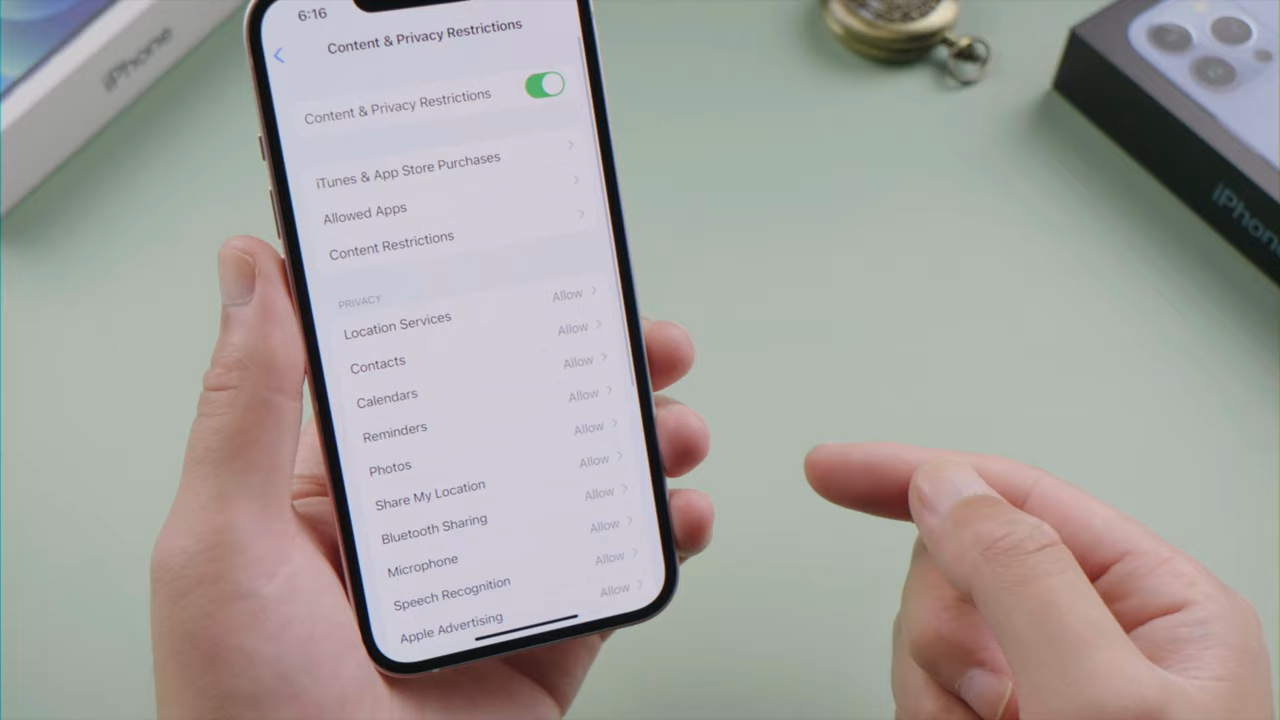 iPhone
6:16
Content & Privacy Restrictions
Content & Privacy Restrictions
iTunes & App Store Purchases
Allowed Apps
Content Restrictions
PRIVACY
Location Services Allow
Contacts Allow
Calendars Allow
Reminders Allow
Photos Allow
Share My Location Allow
Bluetooth Sharing Allow
Microphone Allow
Speech Recognition Allow
Apple Advertising Allow
iPhone